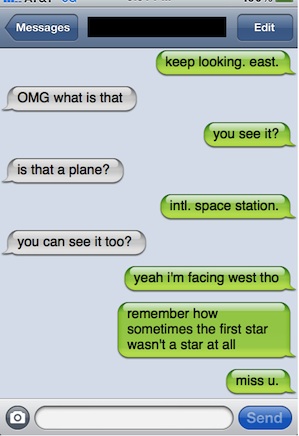 Messages
Edit
keep looking. east.
OMG what is that
you see it?
is that a plane?
intl. space station.
you can see it too?
yeah i'm facing west tho
remember how
sometimes the first star
wasn't a star at all
miss u.
Send